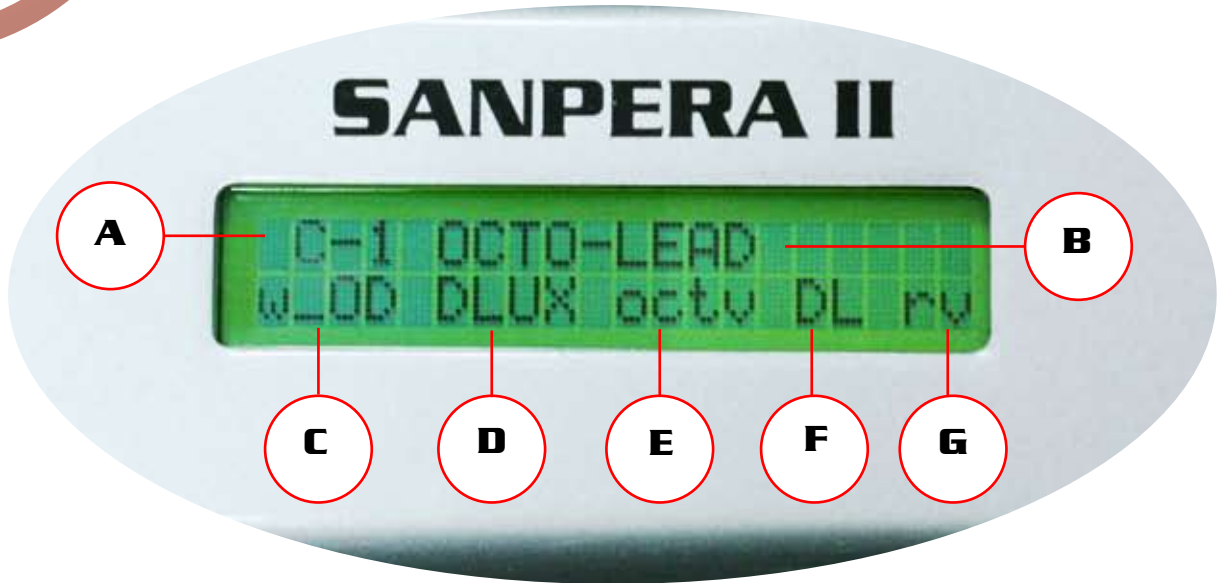 SANPERA II
A
C-1 OCTO-LEAD
B
w_OD DLUX octv DL rv
C D E F G